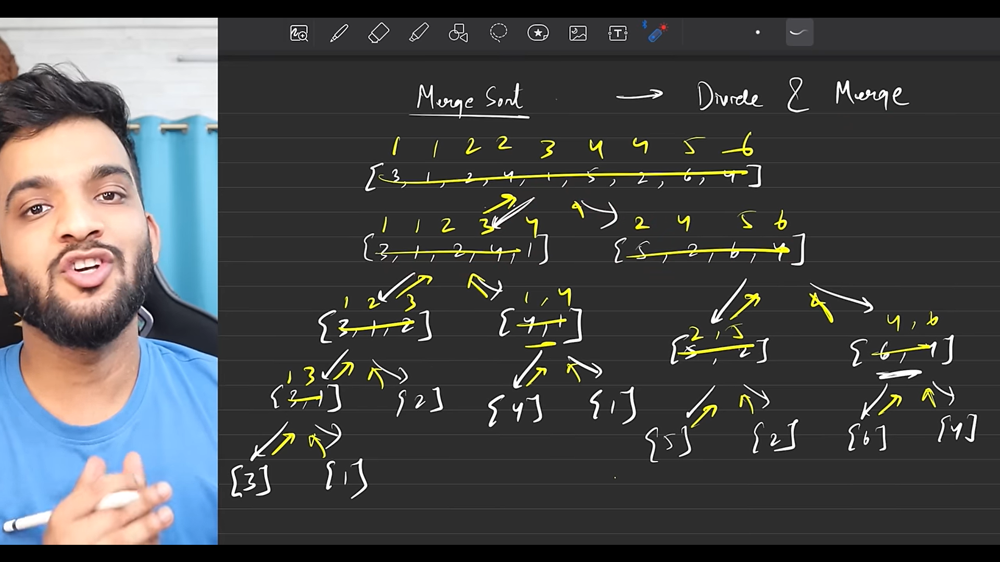 Merge Sort → Divide & Merge
1 1 2 2 3 4 4 5 6
[3, 1, 2, 4, 1, 5, 2, 6, 4]
1 1 2 3 4 2 4 5 6
[3, 1, 2, 4, 1] [5, 2, 6, 4]
1 2 3 1, 4
[3, 1, 2] [4, 1] 2, 5 4, 6
[5, 2] [6, 4]
1 3
[3, 1] [2] [4] [1]
[5] [2] [6] [4]
[3] [1]